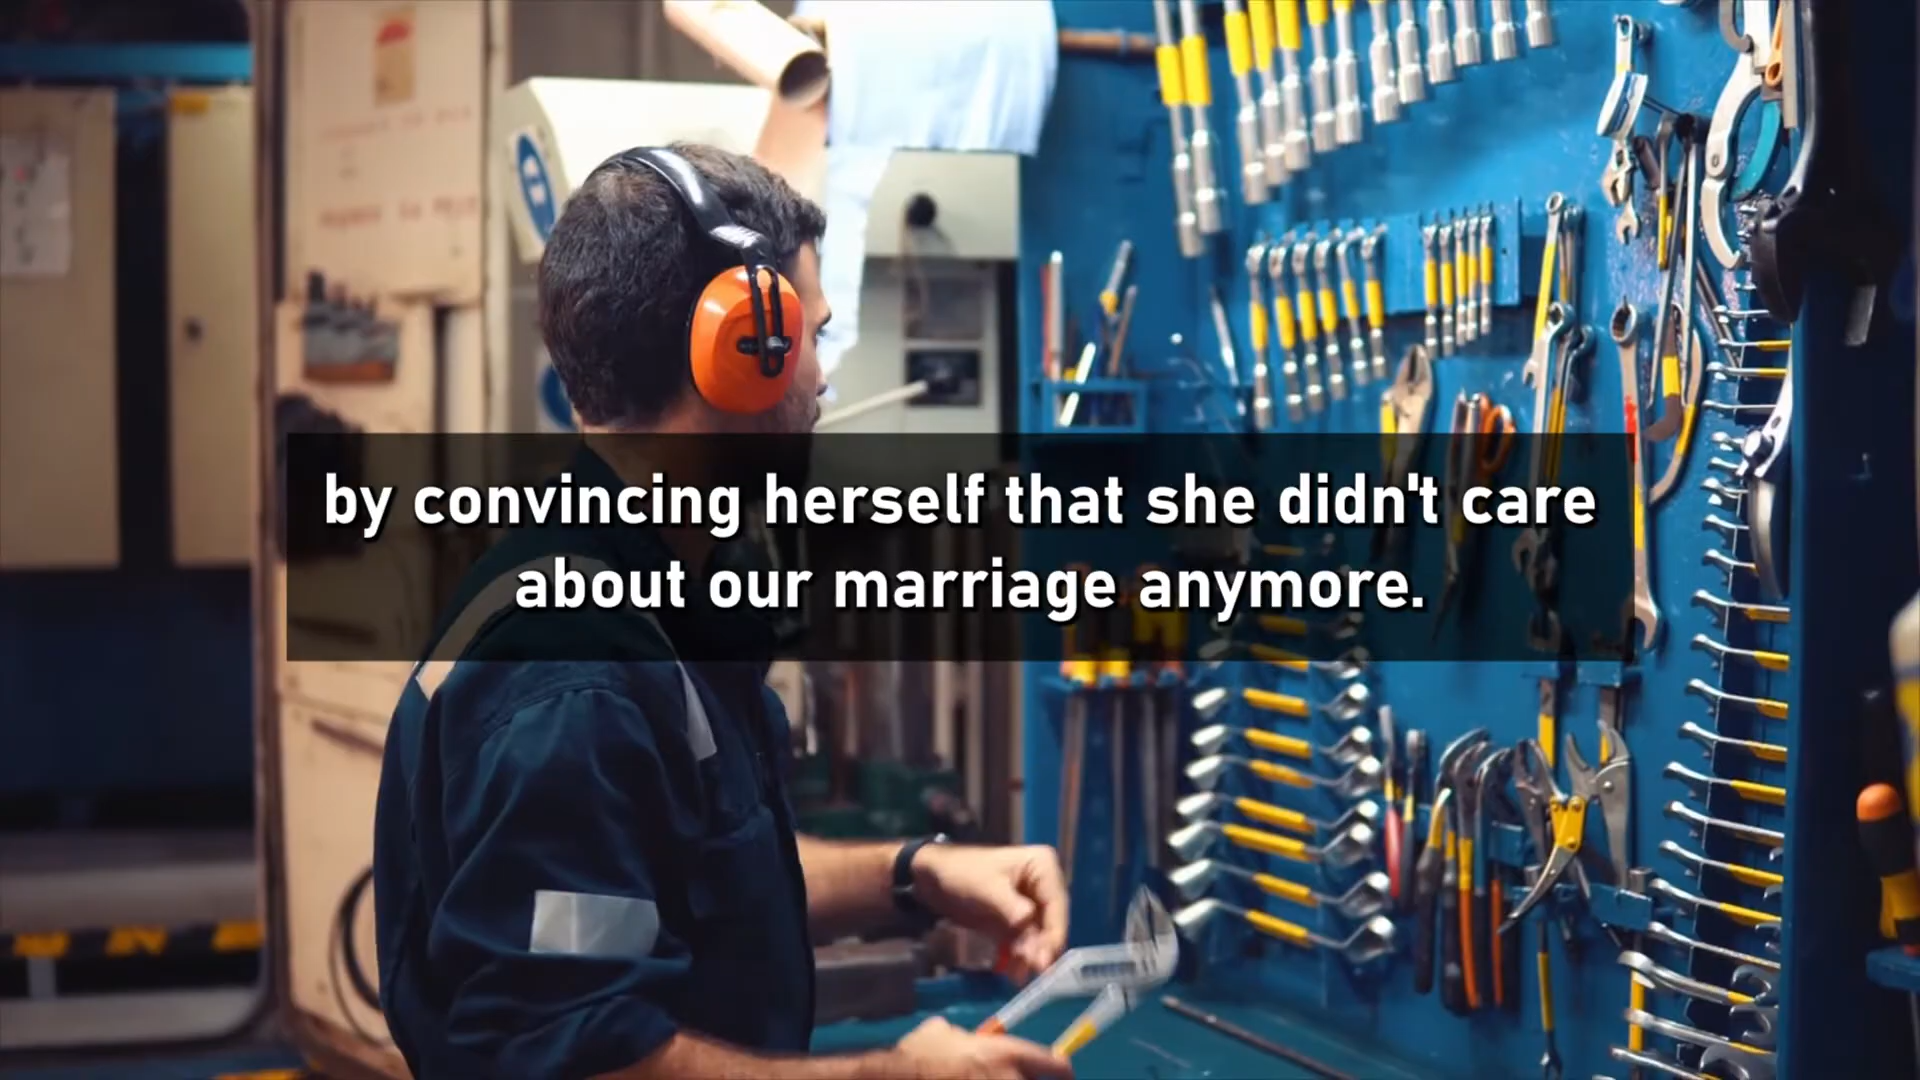 by convincing herself that she didn't care
about our marriage anymore.